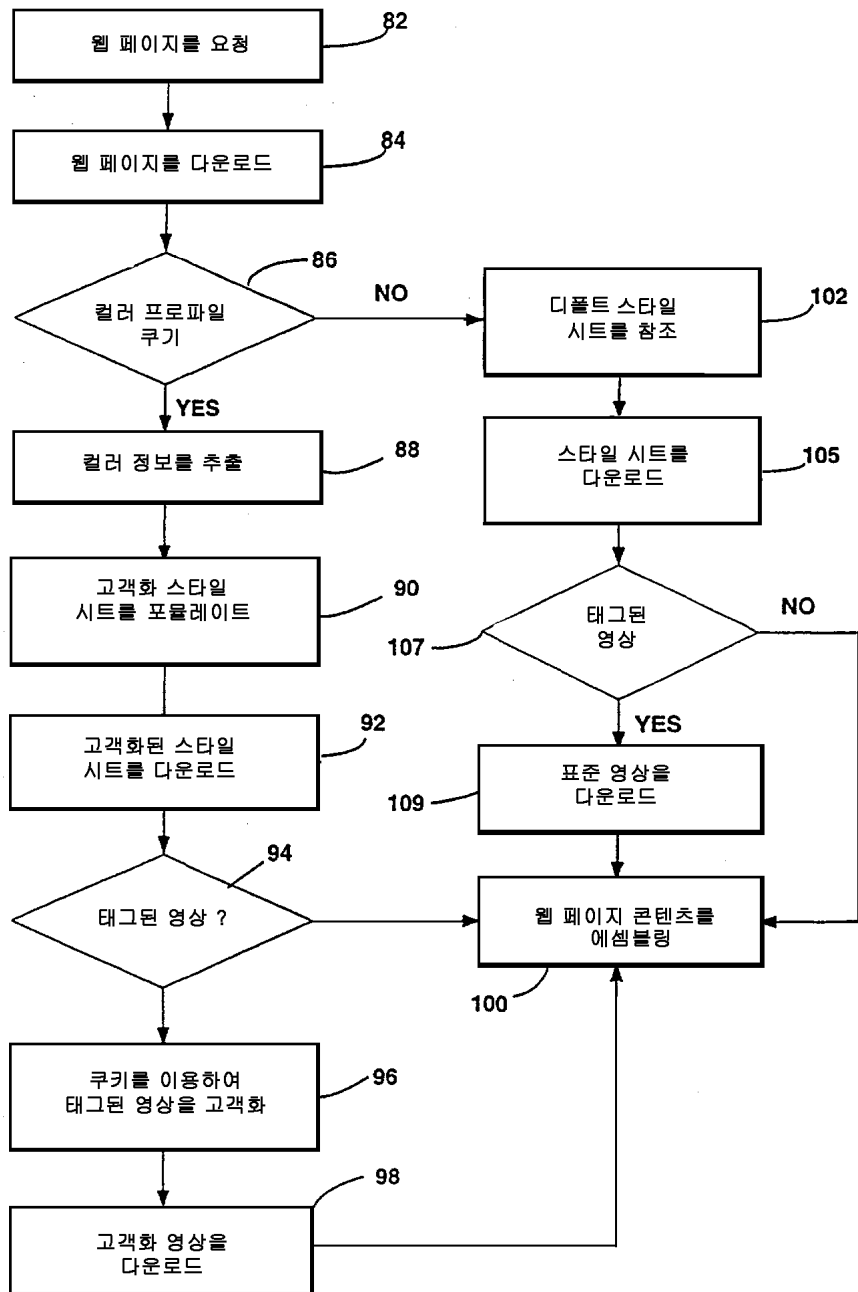 웹 페이지를 요청
82
웹 페이지를 다운로드
84
컬러 프로파일
쿠기
86
NO
YES
디폴트 스타일
시트를 참조
102
컬러 정보를 추출
88
스타일 시트를
다운로드
105
고객화 스타일
시트를 포뮬레이트
90
태그된
영상
107
NO
YES
고객화된 스타일
시트를 다운로드
92
표준 영상을
다운로드
109
태그된 영상 ?
94
웹 페이지 콘텐츠를
에셈블링
100
쿠키를 이용하여
태그된 영상을 고객화
96
고객화 영상을
다운로드
98